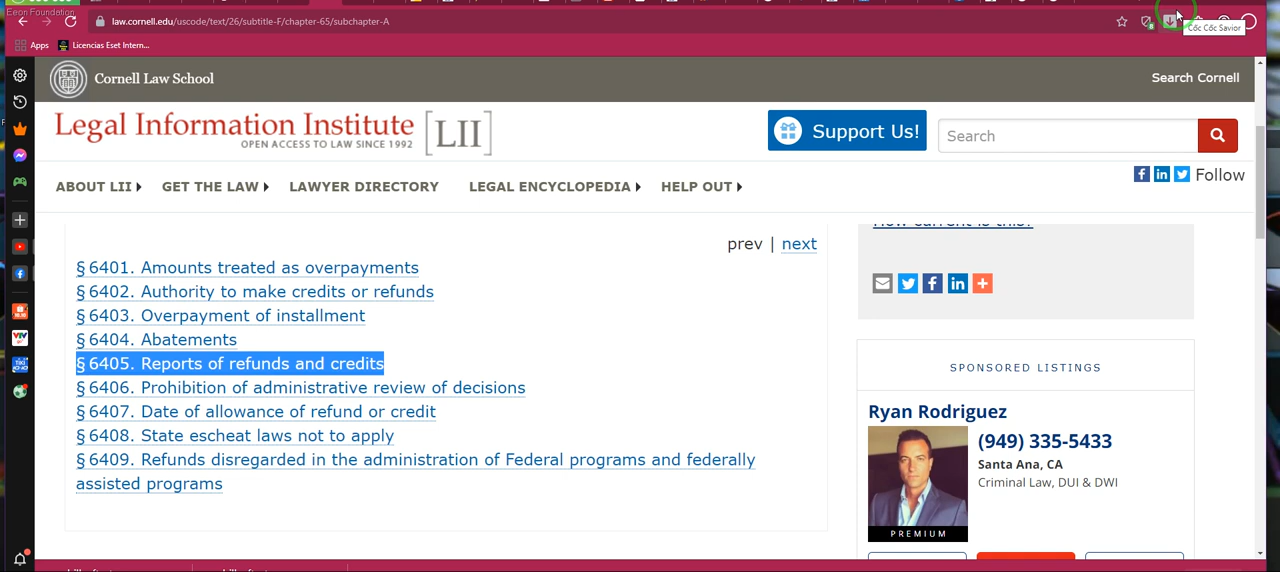 Eeon Foundation
law.cornell.edu/uscode/text/26/subtitle-F/chapter-65/subchapter-A
Cốc Cốc Savior
Apps
Licencias Eset Intern...
Cornell Law School
Search Cornell
Legal Information Institute [LII]
OPEN ACCESS TO LAW SINCE 1992
Support Us!
Search
ABOUT LII
GET THE LAW
LAWYER DIRECTORY
LEGAL ENCYCLOPEDIA
HELP OUT
Follow
How current is this?
prev | next
§ 6401. Amounts treated as overpayments
§ 6402. Authority to make credits or refunds
§ 6403. Overpayment of installment
§ 6404. Abatements
§ 6405. Reports of refunds and credits
§ 6406. Prohibition of administrative review of decisions
§ 6407. Date of allowance of refund or credit
§ 6408. State escheat laws not to apply
§ 6409. Refunds disregarded in the administration of Federal programs and federally
assisted programs
SPONSORED LISTINGS
Ryan Rodriguez
(949) 335-5433
Santa Ana, CA
Criminal Law, DUI & DWI
PREMIUM